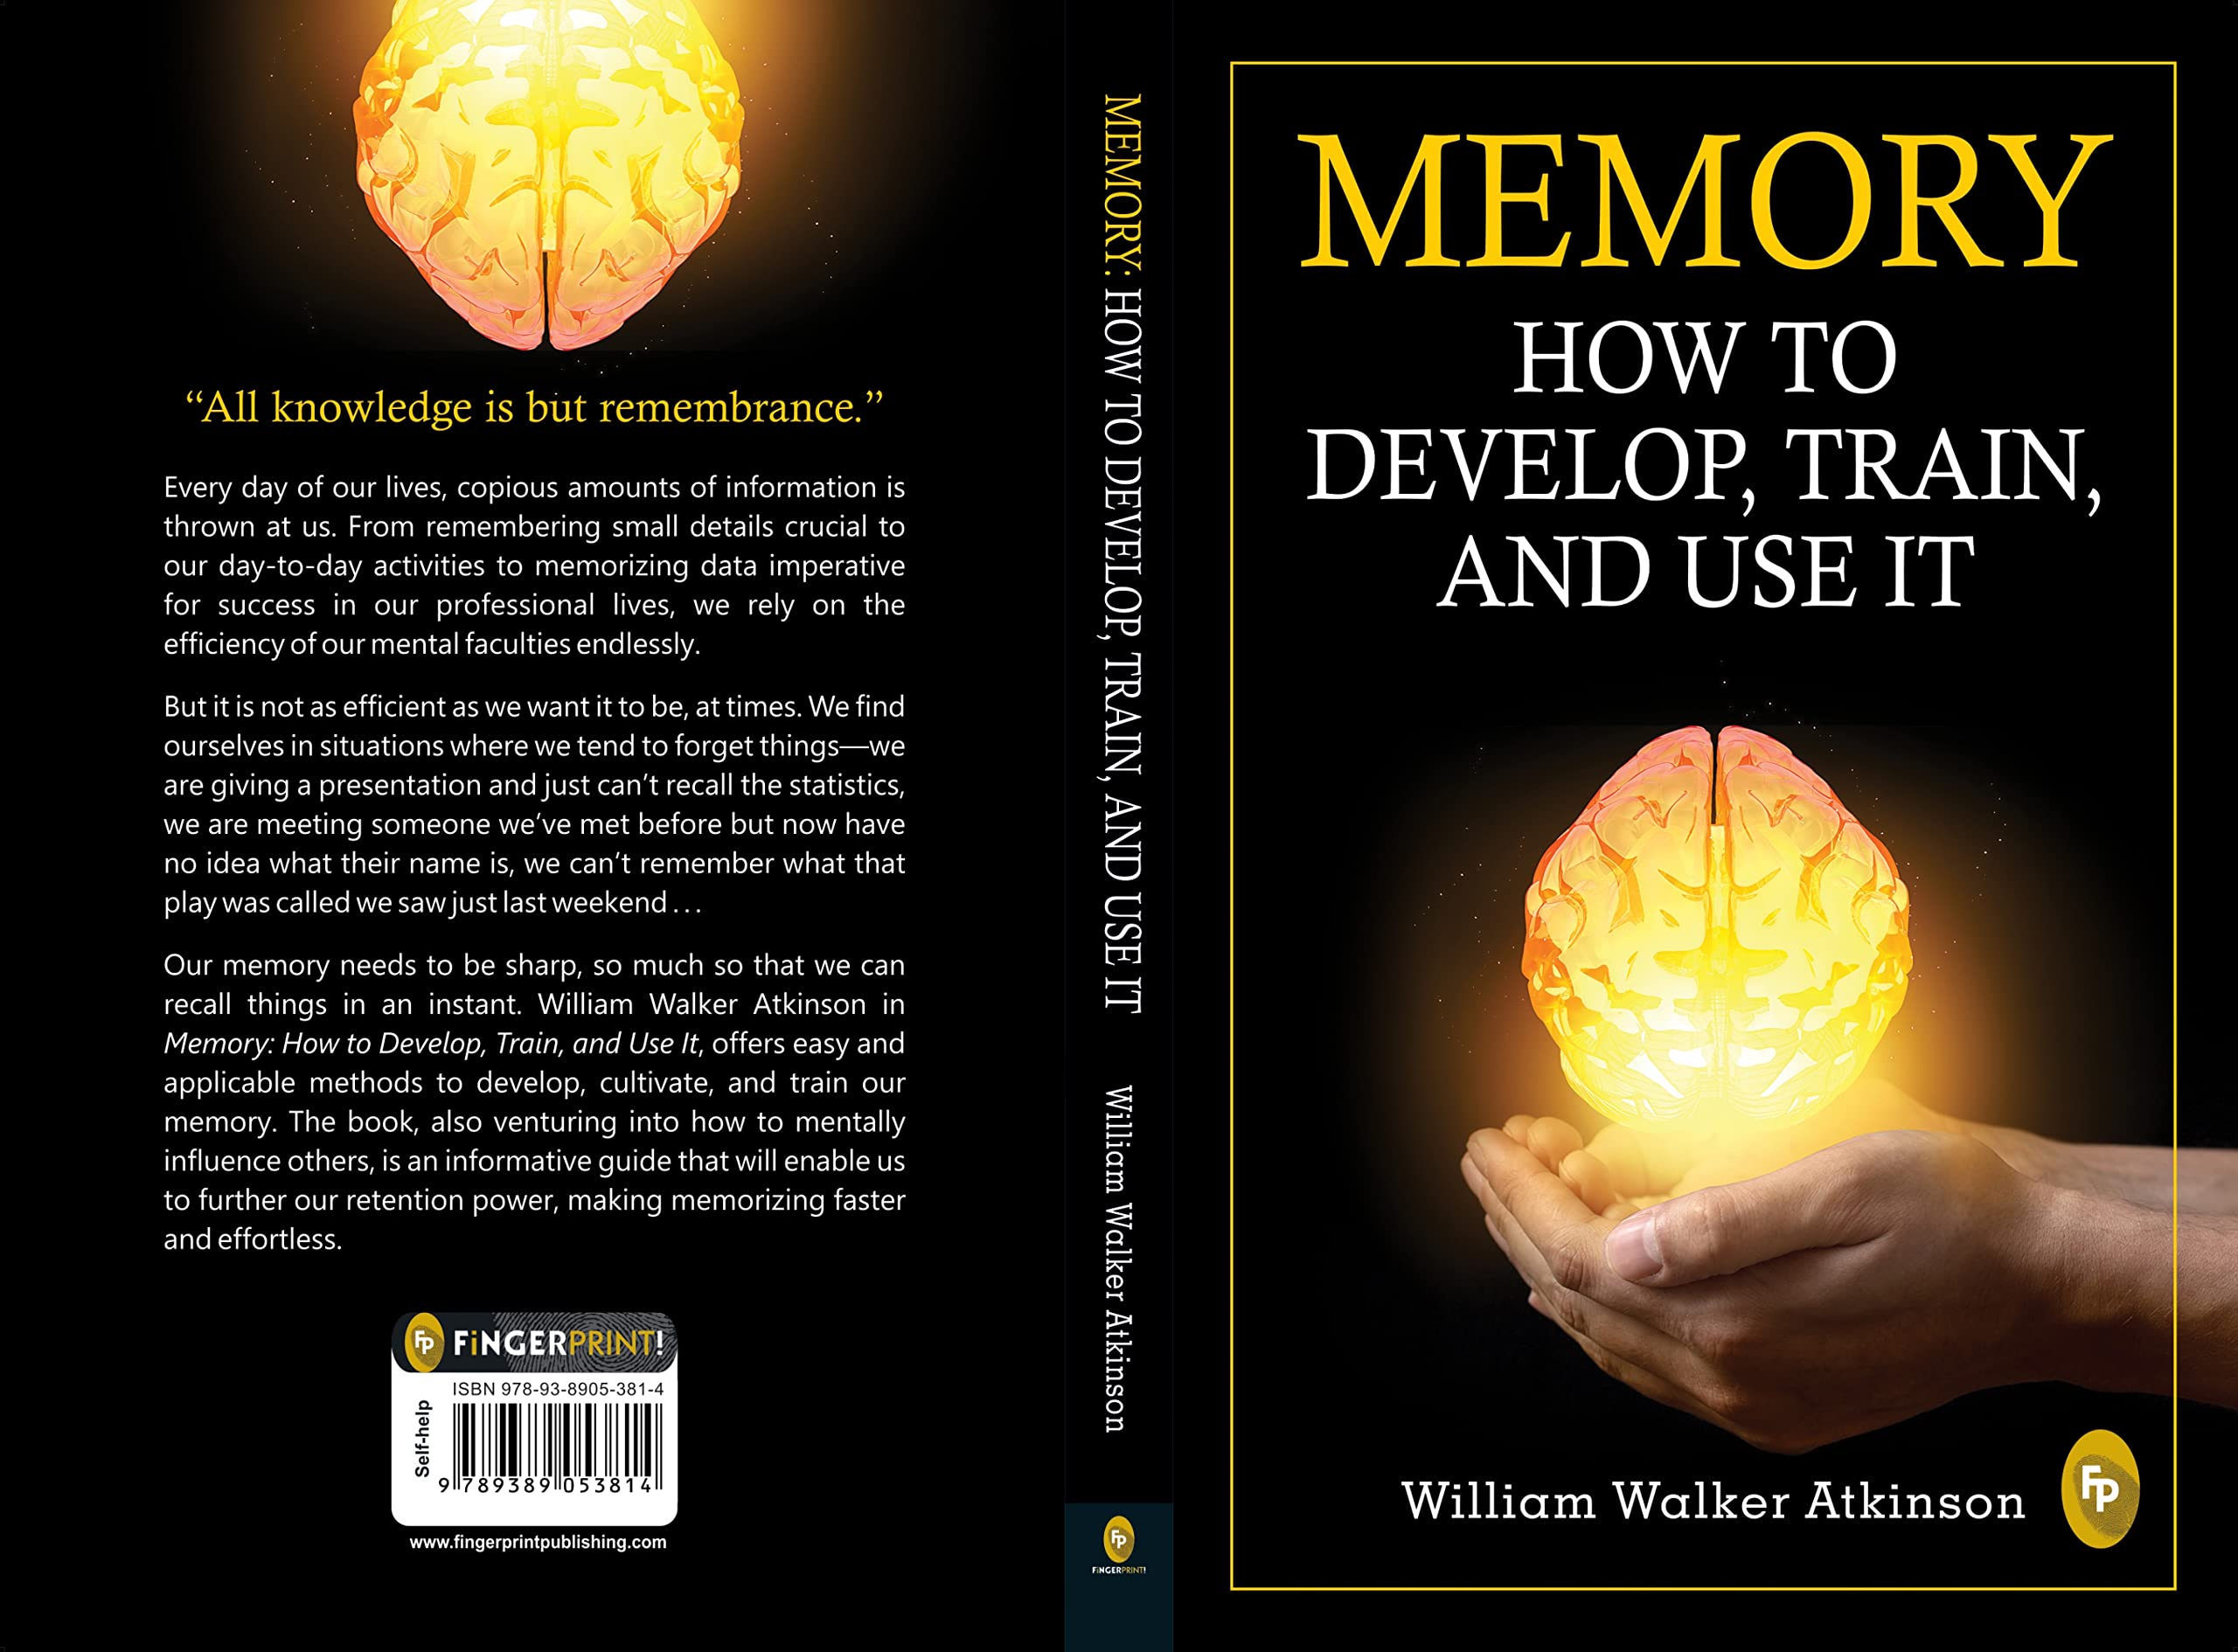 “All knowledge is but remembrance.”
Every day of our lives, copious amounts of information is
thrown at us. From remembering small details crucial to
our day-to-day activities to memorizing data imperative
for success in our professional lives, we rely on the
efficiency of our mental faculties endlessly.
But it is not as efficient as we want it to be, at times. We find
ourselves in situations where we tend to forget things—we
are giving a presentation and just can’t recall the statistics,
we are meeting someone we’ve met before but now have
no idea what their name is, we can’t remember what that
play was called we saw just last weekend . . .
Our memory needs to be sharp, so much so that we can
recall things in an instant. William Walker Atkinson in
Memory: How to Develop, Train, and Use It, offers easy and
applicable methods to develop, cultivate, and train our
memory. The book, also venturing into how to mentally
influence others, is an informative guide that will enable us
to further our retention power, making memorizing faster
and effortless.
FP FiNGERPRINT!
ISBN 978-93-8905-381-4
Self-help
9 789389 053814
www.fingerprintpublishing.com
MEMORY: HOW TO DEVELOP, TRAIN, AND USE IT William Walker Atkinson
FP
FiNGERPRINT!
MEMORY
HOW TO
DEVELOP, TRAIN,
AND USE IT
William Walker Atkinson
FP